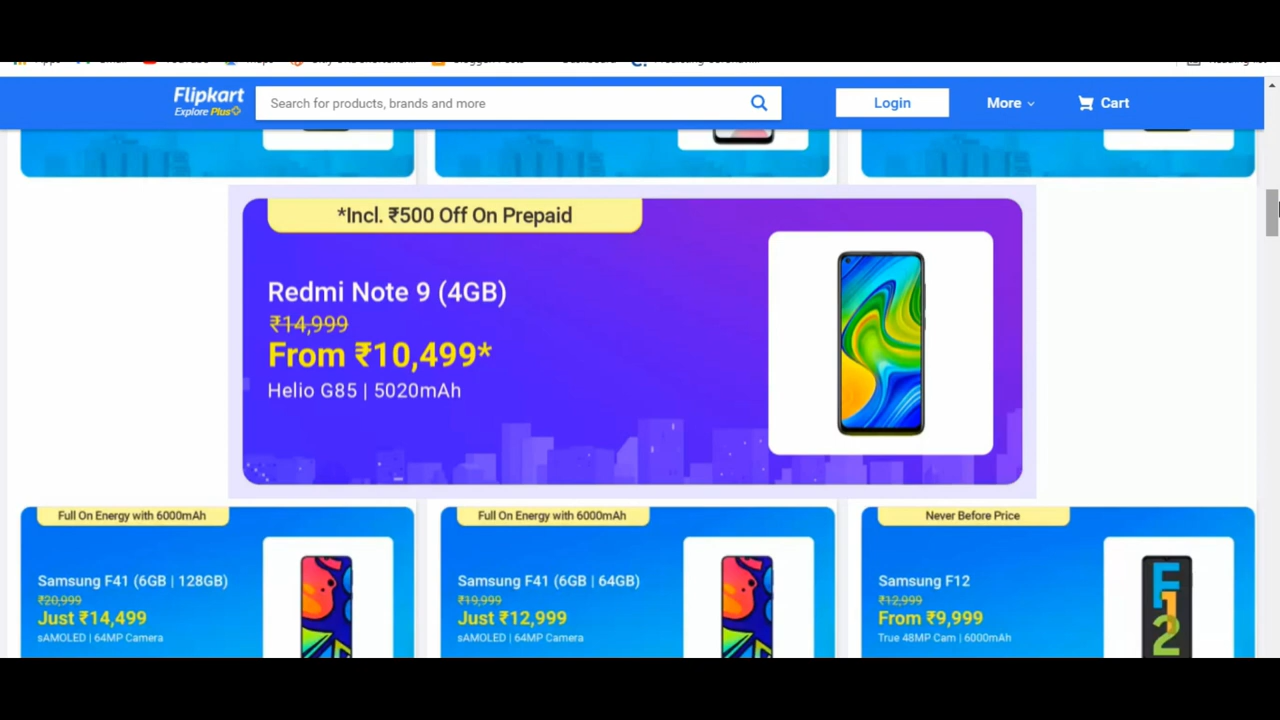 Flipkart
Explore Plus
Search for products, brands and more
Login
More
Cart
*Incl. ₹500 Off On Prepaid
Redmi Note 9 (4GB)
₹14,999
From ₹10,499*
Helio G85 | 5020mAh
Full On Energy with 6000mAh
Samsung F41 (6GB | 128GB)
₹20,999
Just ₹14,499
sAMOLED | 64MP Camera
Full On Energy with 6000mAh
Samsung F41 (6GB | 64GB)
₹19,999
Just ₹12,999
sAMOLED | 64MP Camera
Never Before Price
Samsung F12
₹12,999
From ₹9,999
True 48MP Cam | 6000mAh
F12